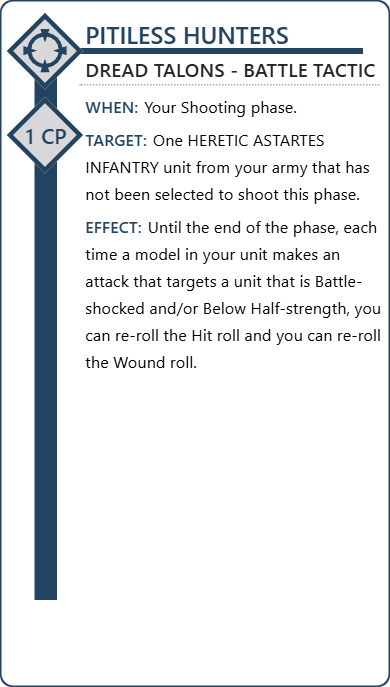 PITILESS HUNTERS
DREAD TALONS - BATTLE TACTIC
WHEN: Your Shooting phase.
1 CP
TARGET: One HERETIC ASTARTES
INFANTRY unit from your army that has
not been selected to shoot this phase.
EFFECT: Until the end of the phase, each
time a model in your unit makes an
attack that targets a unit that is Battle-
shocked and/or Below Half-strength, you
can re-roll the Hit roll and you can re-roll
the Wound roll.